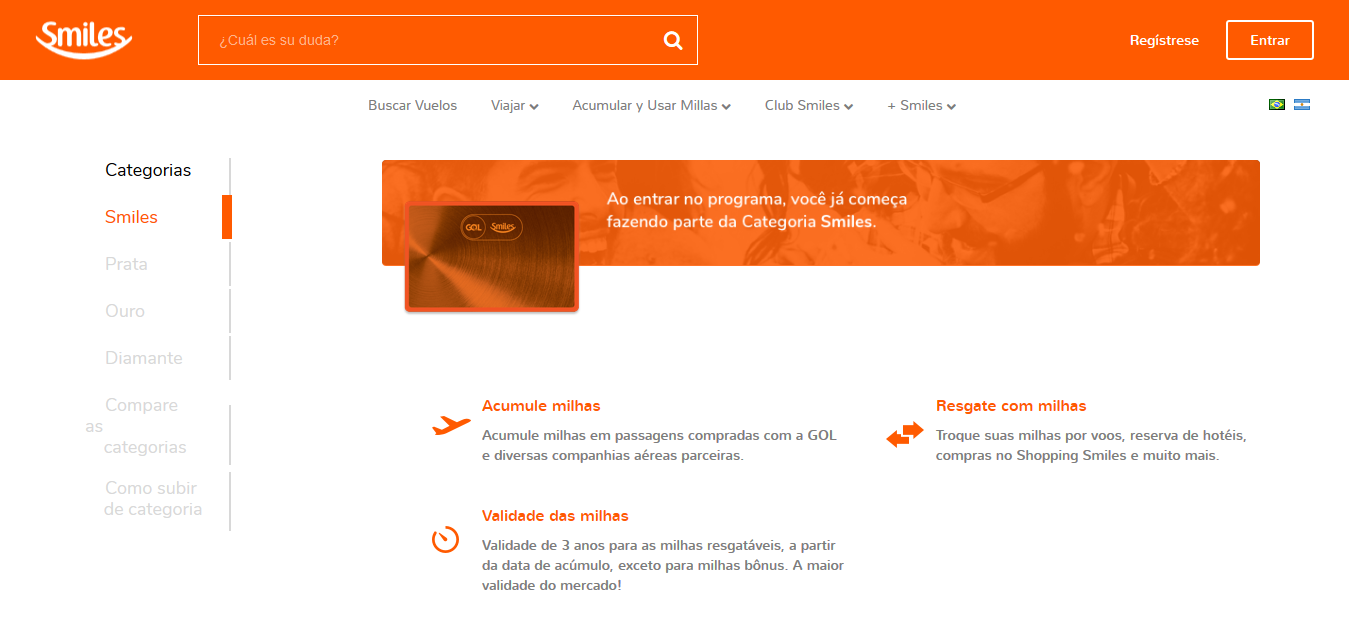 Smiles
¿Cuál es su duda?
Regístrese
Entrar
Buscar Vuelos
Viajar
Acumular y Usar Millas
Club Smiles
+ Smiles
Categorias
Smiles
Prata
Ouro
Diamante
Compare
as
categorias
Como subir
de categoria
Ao entrar no programa, você já começa
fazendo parte da Categoria Smiles.
GOL Smiles
Acumule milhas
Acumule milhas em passagens compradas com a GOL
e diversas companhias aéreas parceiras.
Resgate com milhas
Troque suas milhas por voos, reserva de hotéis,
compras no Shopping Smiles e muito mais.
Validade das milhas
Validade de 3 anos para as milhas resgatáveis, a partir
da data de acúmulo, exceto para milhas bônus. A maior
validade do mercado!